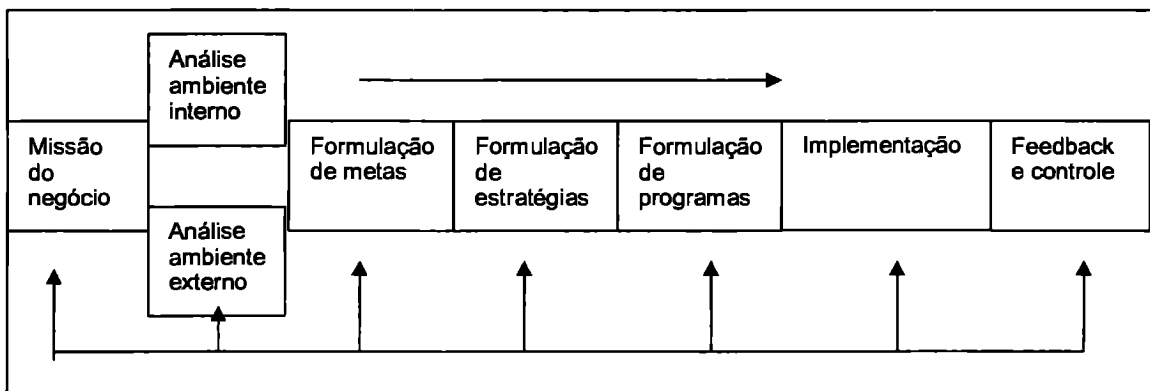 Missão
do
negócio
Análise
ambiente
interno
Análise
ambiente
externo
Formulação
de metas
Formulação
de
estratégias
Formulação
de
programas
Implementação
Feedback
e controle